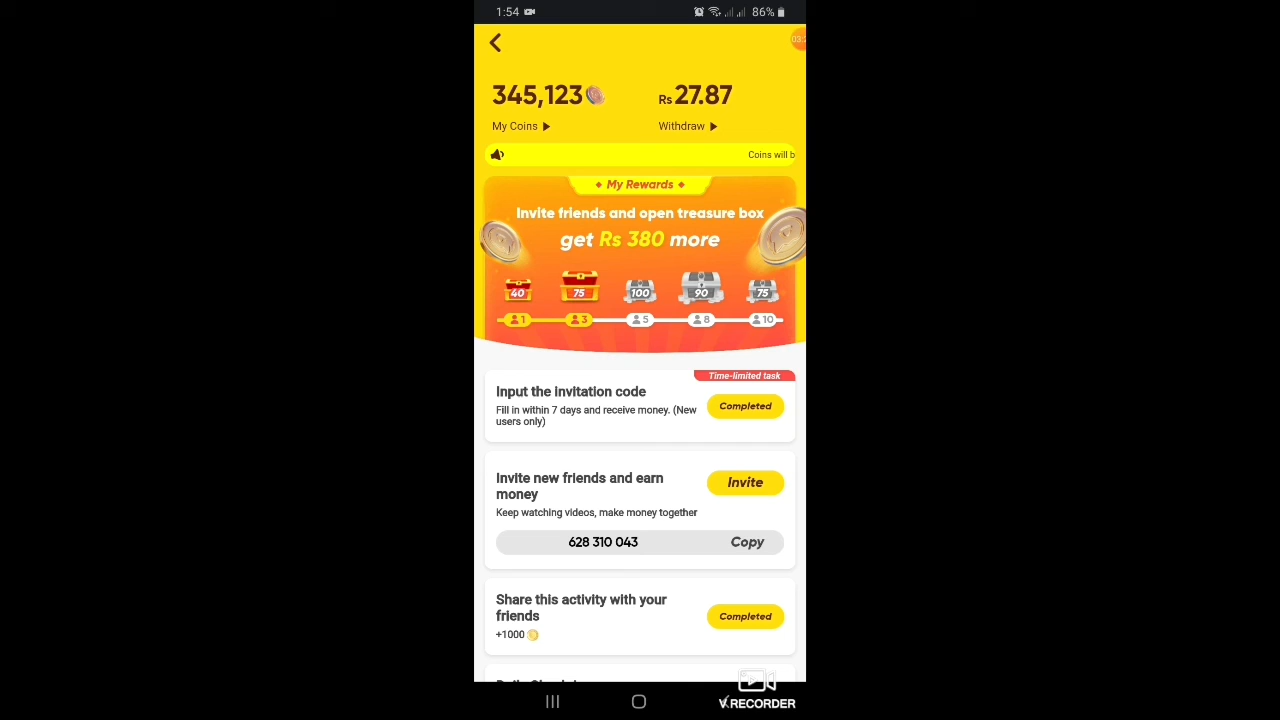 1:54
86%
345,123
Rs 27.87
My Coins
Withdraw
Coins will b
My Rewards
Invite friends and open treasure box
get Rs 380 more
40 75 100 90 75
1 3 5 8 10
Time-limited task
Input the invitation code
Completed
Fill in within 7 days and receive money. (New
users only)
Invite new friends and earn
money
Invite
Keep watching videos, make money together
628 310 043
Copy
Share this activity with your
friends
Completed
+1000
VRECORDER